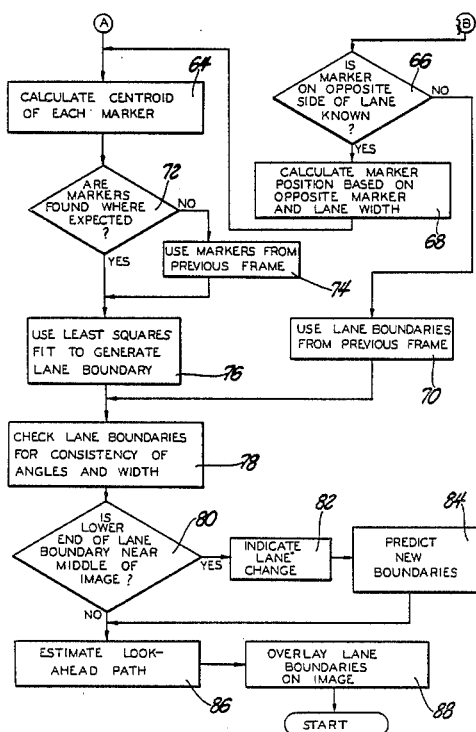 A
B
64
CALCULATE CENTROID
OF EACH MARKER
IS
MARKER
ON OPPOSITE
SIDE OF LANE
KNOWN
?
66
NO
YES
CALCULATE MARKER
POSITION BASED ON
OPPOSITE MARKER
AND LANE WIDTH
68
ARE
MARKERS
FOUND WHERE
EXPECTED
?
72
NO
YES
USE MARKERS FROM
PREVIOUS FRAME
74
USE LEAST SQUARES
FIT TO GENERATE
LANE BOUNDARY
76
USE LANE BOUNDARIES
FROM PREVIOUS FRAME
70
CHECK LANE BOUNDARIES
FOR CONSISTENCY OF
ANGLES AND WIDTH
78
IS
LOWER
END OF LANE
BOUNDARY NEAR
MIDDLE OF
IMAGE
?
80
YES
NO
82
INDICATE LANE
CHANGE
84
PREDICT
NEW
BOUNDARIES
ESTIMATE LOOK-
AHEAD PATH
86
OVERLAY LANE
BOUNDARIES
ON IMAGE
88
START